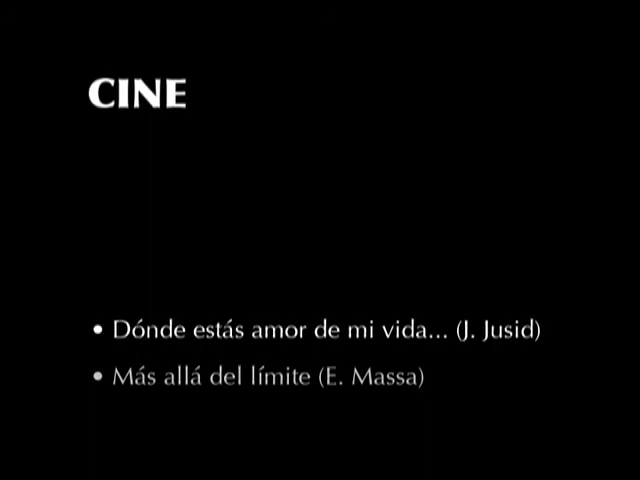 CINE
• Dónde estás amor de mi vida... (J. Jusid)
• Más allá del límite (E. Massa)